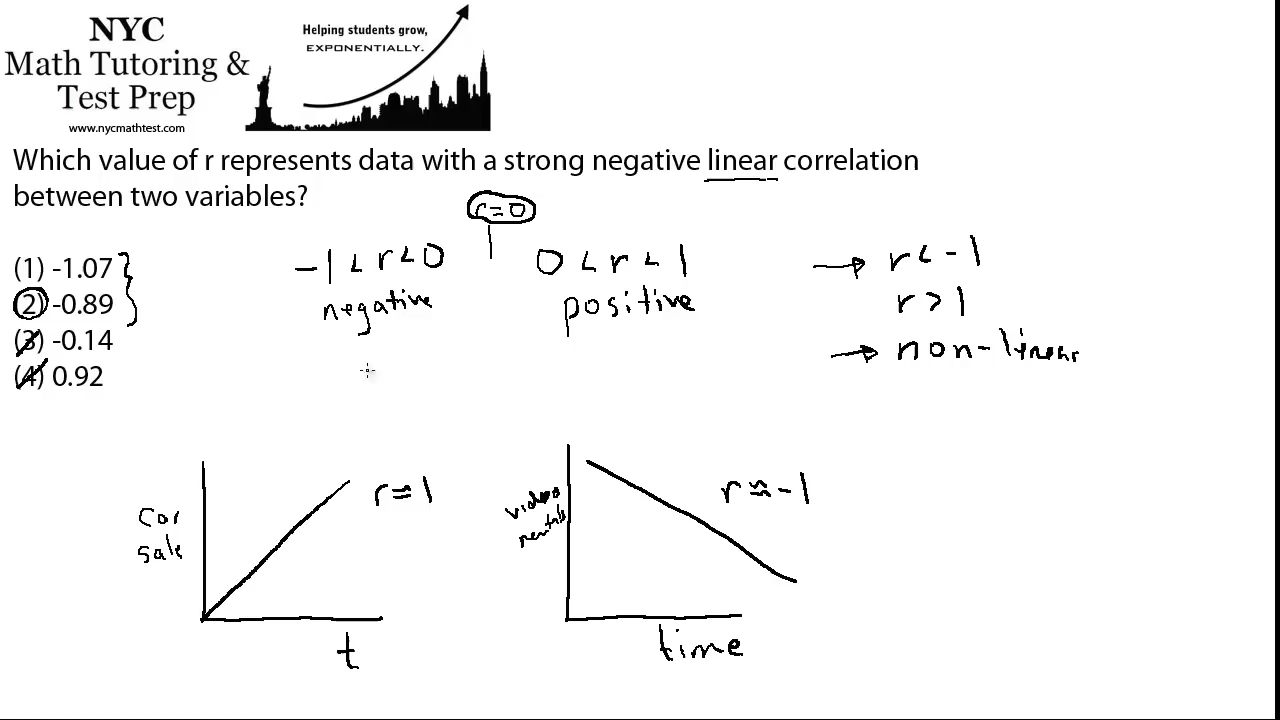 NYC
Math Tutoring &
Test Prep
www.nycmathtest.com
Helping students grow,
EXPONENTIALLY.
Which value of r represents data with a strong negative linear correlation
between two variables?
r=0
(1) -1.07
(2) -0.89
(3) -0.14
(4) 0.92
-1 < r < 0
negative
0 < r < 1
positive
r < -1
r > 1
non-linear
Car
sale
r ≈ 1
t
video
rentals
r ≈ -1
time